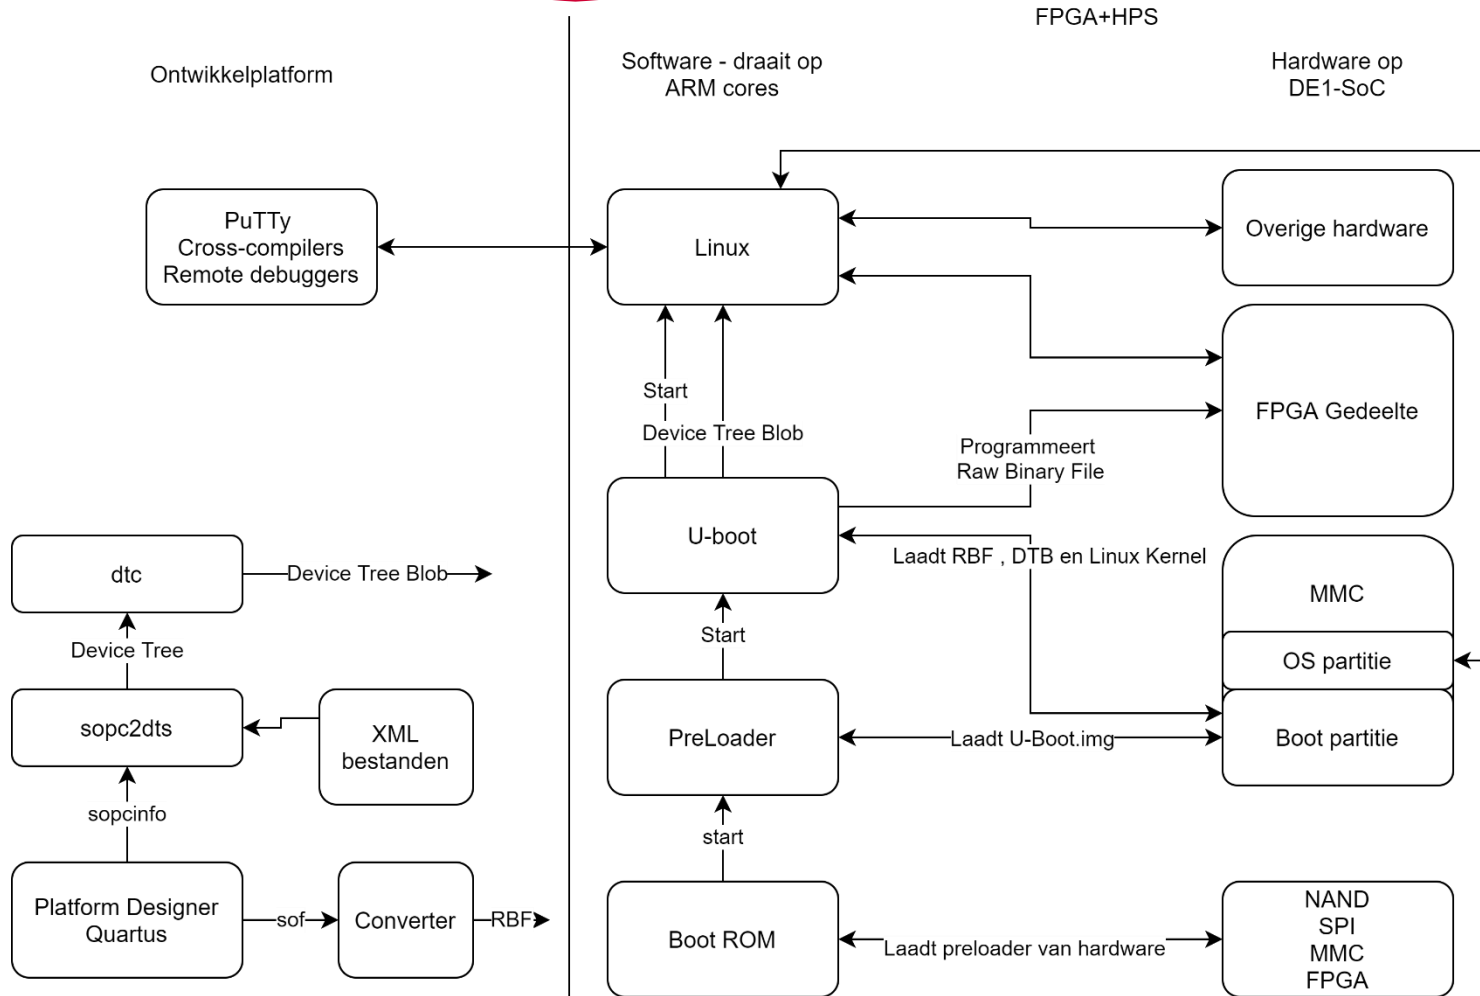 FPGA+HPS
Ontwikkelplatform
Software - draait op
ARM cores
Hardware op
DE1-SoC
PuTTy
Cross-compilers
Remote debuggers
Linux
Overige hardware
Start
Device Tree Blob
FPGA Gedeelte
Programmeert
Raw Binary File
U-boot
Laadt RBF , DTB en Linux Kernel
dtc
Device Tree Blob
MMC
Device Tree
Start
OS partitie
sopc2dts
XML
bestanden
PreLoader
Laadt U-Boot.img
Boot partitie
sopcinfo
start
Platform Designer
Quartus
sof
Converter
RBF
Boot ROM
Laadt preloader van hardware
NAND
SPI
MMC
FPGA